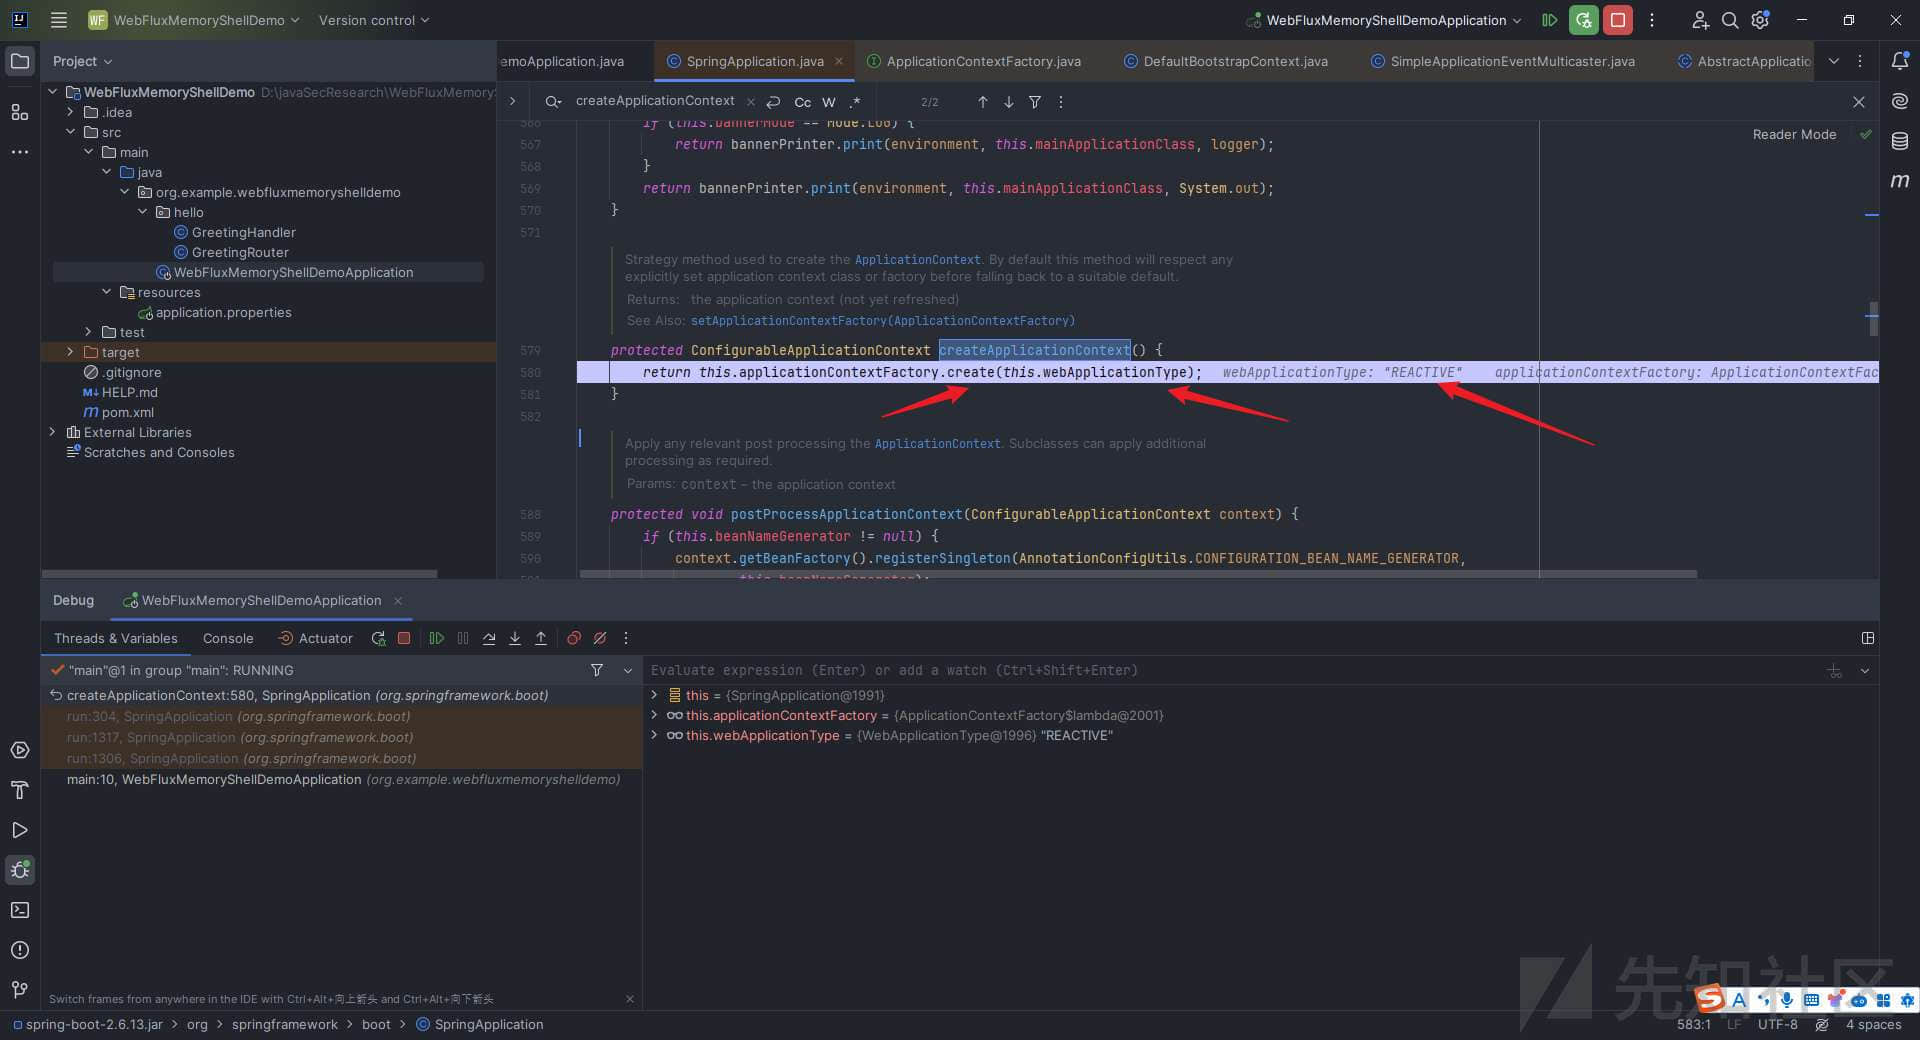 WF WebFluxMemoryShellDemo Version control WebFluxMemoryShellDemoApplication
Project
emoApplication.java SpringApplication.java ApplicationContextFactory.java DefaultBootstrapContext.java SimpleApplicationEventMulticaster.java AbstractApplicatio
createApplicationContext Cc W .* 2/2
Reader Mode
WebFluxMemoryShellDemo D:\javaSecResearch\WebFluxMemoryS
.idea
src
main
java
org.example.webfluxmemoryshelldemo
hello
GreetingHandler
GreetingRouter
WebFluxMemoryShellDemoApplication
resources
application.properties
test
target
.gitignore
HELP.md
pom.xml
External Libraries
Scratches and Consoles
566 if (this.bannerMode == Mode.LOG) {
567 return bannerPrinter.print(environment, this.mainApplicationClass, logger);
568 }
569 return bannerPrinter.print(environment, this.mainApplicationClass, System.out);
570 }
571
Strategy method used to create the ApplicationContext. By default this method will respect any
explicitly set application context class or factory before falling back to a suitable default.
Returns: the application context (not yet refreshed)
See Also: setApplicationContextFactory(ApplicationContextFactory)
579 protected ConfigurableApplicationContext createApplicationContext() {
580 return this.applicationContextFactory.create(this.webApplicationType); webApplicationType: "REACTIVE" applicationContextFactory: ApplicationContextFac
581 }
582
Apply any relevant post processing the ApplicationContext. Subclasses can apply additional
processing as required.
Params: context – the application context
588 protected void postProcessApplicationContext(ConfigurableApplicationContext context) {
589 if (this.beanNameGenerator != null) {
590 context.getBeanFactory().registerSingleton(AnnotationConfigUtils.CONFIGURATION_BEAN_NAME_GENERATOR,
591 this.beanNameGenerator);
Debug WebFluxMemoryShellDemoApplication
Threads & Variables Console Actuator
"main"@1 in group "main": RUNNING
createApplicationContext:580, SpringApplication (org.springframework.boot)
run:304, SpringApplication (org.springframework.boot)
run:1317, SpringApplication (org.springframework.boot)
run:1306, SpringApplication (org.springframework.boot)
main:10, WebFluxMemoryShellDemoApplication (org.example.webfluxmemoryshelldemo)
Evaluate expression (Enter) or add a watch (Ctrl+Shift+Enter)
this = {SpringApplication@1991}
this.applicationContextFactory = {ApplicationContextFactory$lambda@2001}
this.webApplicationType = {WebApplicationType@1996} "REACTIVE"
Switch frames from anywhere in the IDE with Ctrl+Alt+向上箭头 and Ctrl+Alt+向下箭头
先知社区
spring-boot-2.6.13.jar org springframework boot SpringApplication
583:1 LF UTF-8 4 spaces